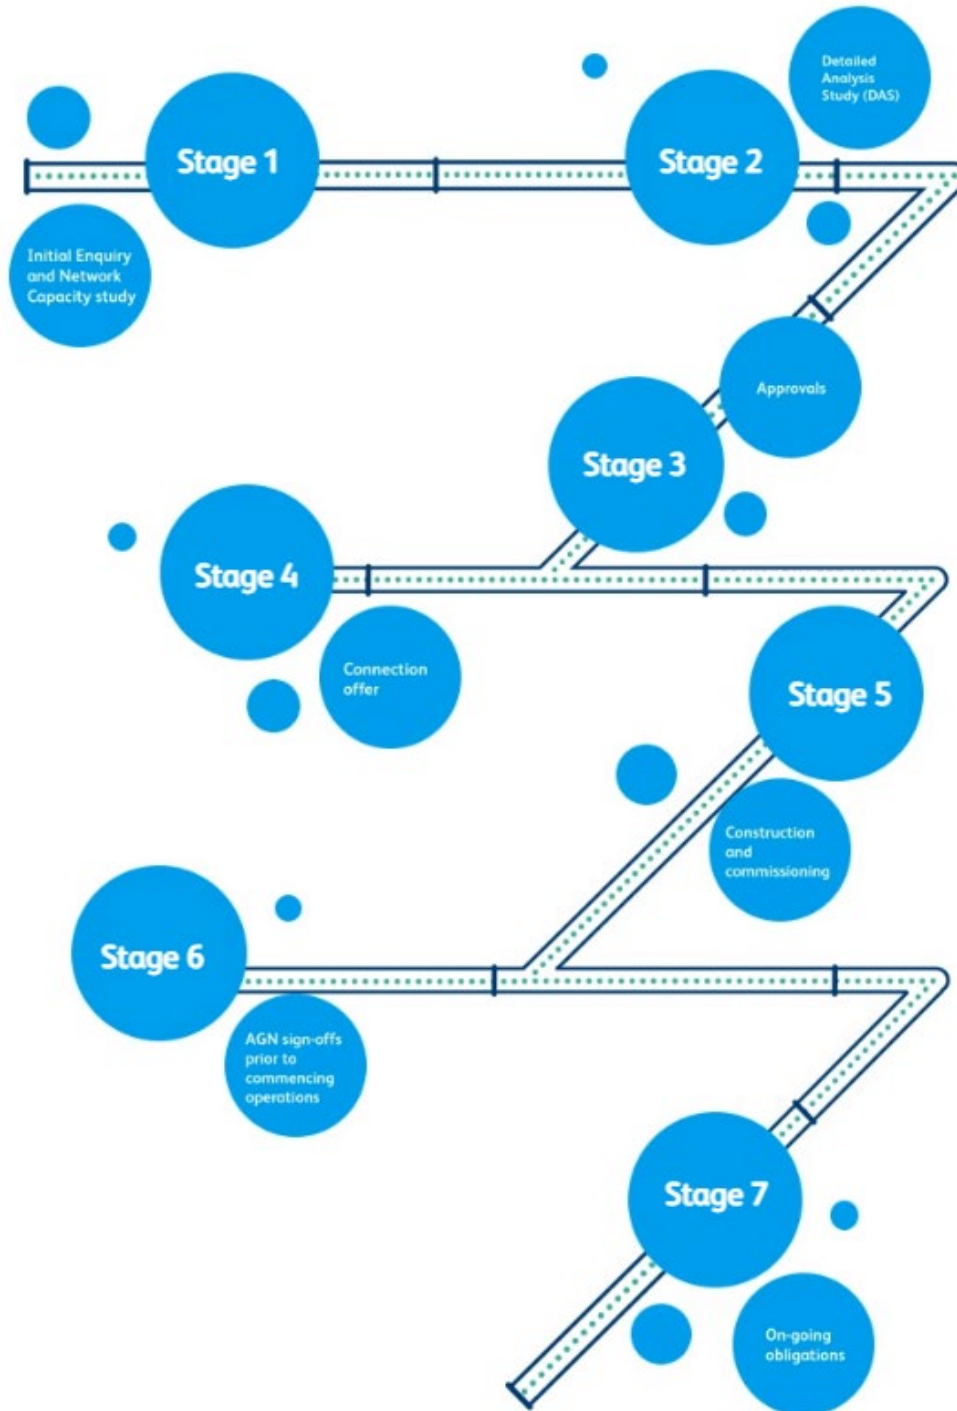 Stage 1
Initial Enquiry
and Network
Capacity study
Stage 2
Detailed
Analysis
Study (DAS)
Stage 3
Approvals
Stage 4
Connection
offer
Stage 5
Construction
and
commissioning
Stage 6
AGN sign-offs
prior to
commencing
operations
Stage 7
On-going
obligations